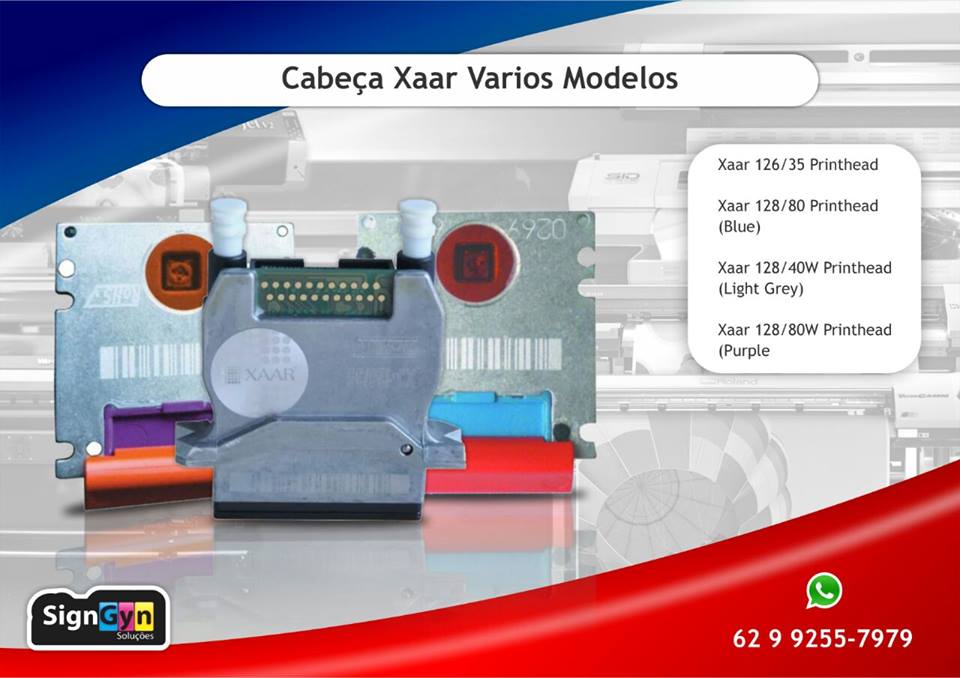 Cabeça Xaar Varios Modelos
Xaar 126/35 Printhead
Xaar 128/80 Printhead
(Blue)
Xaar 128/40W Printhead
(Light Grey)
Xaar 128/80W Printhead
(Purple
XAAR
Roland
SignGyn
Soluções
62 9 9255-7979